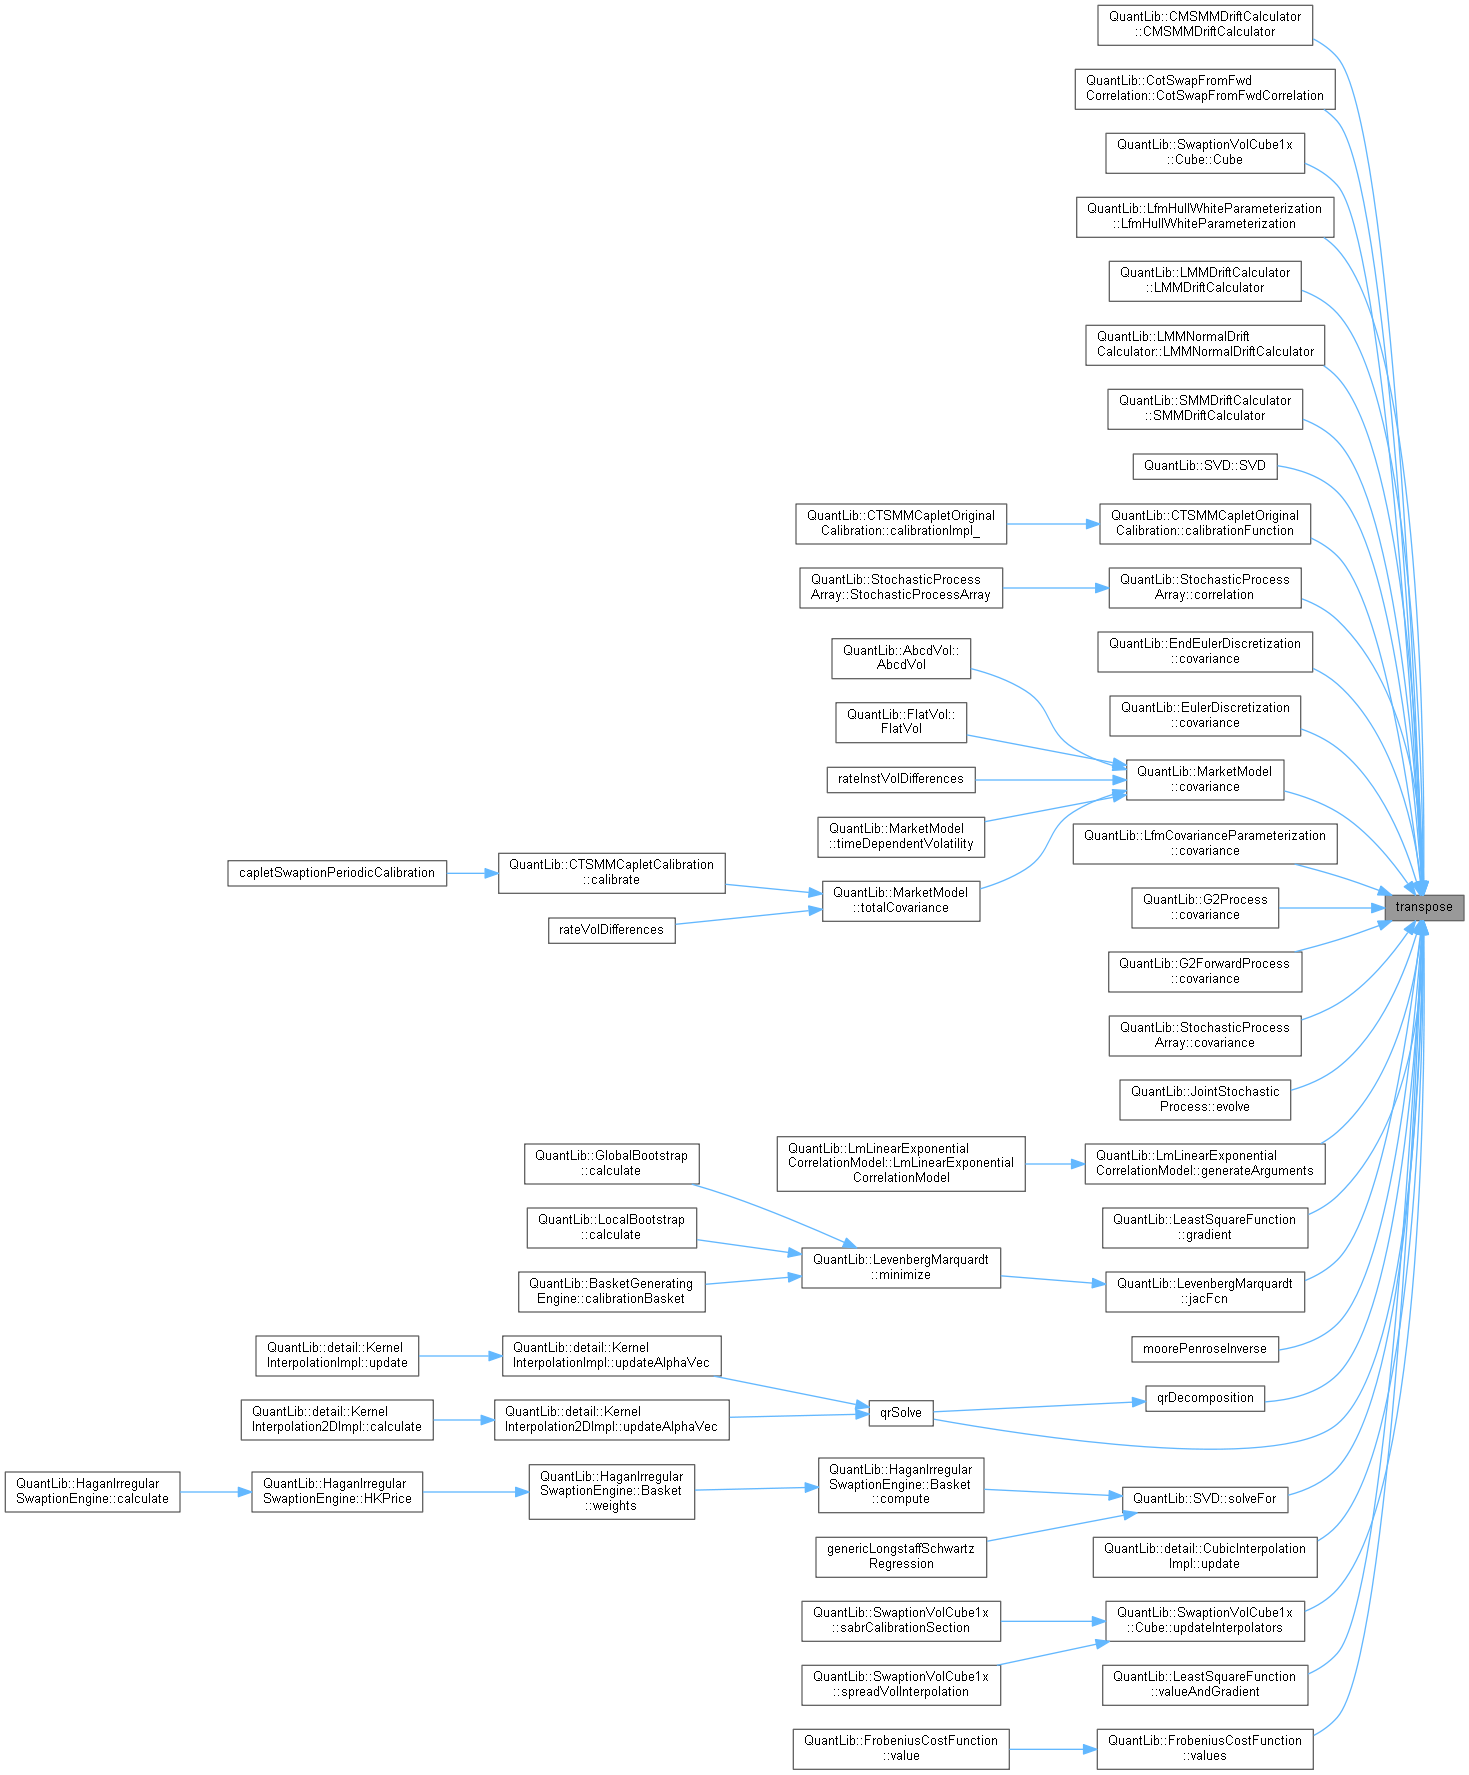 QuantLib::CMSMMDriftCalculator
::CMSMMDriftCalculator
QuantLib::CotSwapFromFwd
Correlation::CotSwapFromFwdCorrelation
QuantLib::SwaptionVolCube1x
::Cube::Cube
QuantLib::LfmHullWhiteParameterization
::LfmHullWhiteParameterization
QuantLib::LMMDriftCalculator
::LMMDriftCalculator
QuantLib::LMMNormalDrift
Calculator::LMMNormalDriftCalculator
QuantLib::SMMDriftCalculator
::SMMDriftCalculator
QuantLib::SVD::SVD
QuantLib::CTSMMCapletOriginal
Calibration::calibrationImpl_
QuantLib::CTSMMCapletOriginal
Calibration::calibrationFunction
QuantLib::StochasticProcess
Array::StochasticProcessArray
QuantLib::StochasticProcess
Array::correlation
QuantLib::EndEulerDiscretization
::covariance
QuantLib::AbcdVol::
AbcdVol
QuantLib::EulerDiscretization
::covariance
QuantLib::FlatVol::
FlatVol
QuantLib::MarketModel
::covariance
rateInstVolDifferences
QuantLib::MarketModel
::timeDependentVolatility
QuantLib::LfmCovarianceParameterization
::covariance
capletSwaptionPeriodicCalibration
QuantLib::CTSMMCapletCalibration
::calibrate
QuantLib::MarketModel
::totalCovariance
rateVolDifferences
QuantLib::G2Process
::covariance
transpose
QuantLib::G2ForwardProcess
::covariance
QuantLib::StochasticProcess
Array::covariance
QuantLib::JointStochastic
Process::evolve
QuantLib::GlobalBootstrap
::calculate
QuantLib::LmLinearExponential
CorrelationModel::LmLinearExponential
CorrelationModel
QuantLib::LmLinearExponential
CorrelationModel::generateArguments
QuantLib::LocalBootstrap
::calculate
QuantLib::LeastSquareFunction
::gradient
QuantLib::BasketGenerating
Engine::calibrationBasket
QuantLib::LevenbergMarquardt
::minimize
QuantLib::LevenbergMarquardt
::jacFcn
moorePenroseInverse
QuantLib::detail::Kernel
InterpolationImpl::update
QuantLib::detail::Kernel
InterpolationImpl::updateAlphaVec
QuantLib::detail::Kernel
Interpolation2DImpl::calculate
QuantLib::detail::Kernel
Interpolation2DImpl::updateAlphaVec
qrSolve
qrDecomposition
QuantLib::HaganIrregular
SwaptionEngine::calculate
QuantLib::HaganIrregular
SwaptionEngine::HKPrice
QuantLib::HaganIrregular
SwaptionEngine::Basket
::weights
QuantLib::HaganIrregular
SwaptionEngine::Basket
::compute
QuantLib::SVD::solveFor
genericLongstaffSchwartz
Regression
QuantLib::detail::CubicInterpolation
Impl::update
QuantLib::SwaptionVolCube1x
::sabrCalibrationSection
QuantLib::SwaptionVolCube1x
::Cube::updateInterpolators
QuantLib::SwaptionVolCube1x
::spreadVolInterpolation
QuantLib::LeastSquareFunction
::valueAndGradient
QuantLib::FrobeniusCostFunction
::value
QuantLib::FrobeniusCostFunction
::values